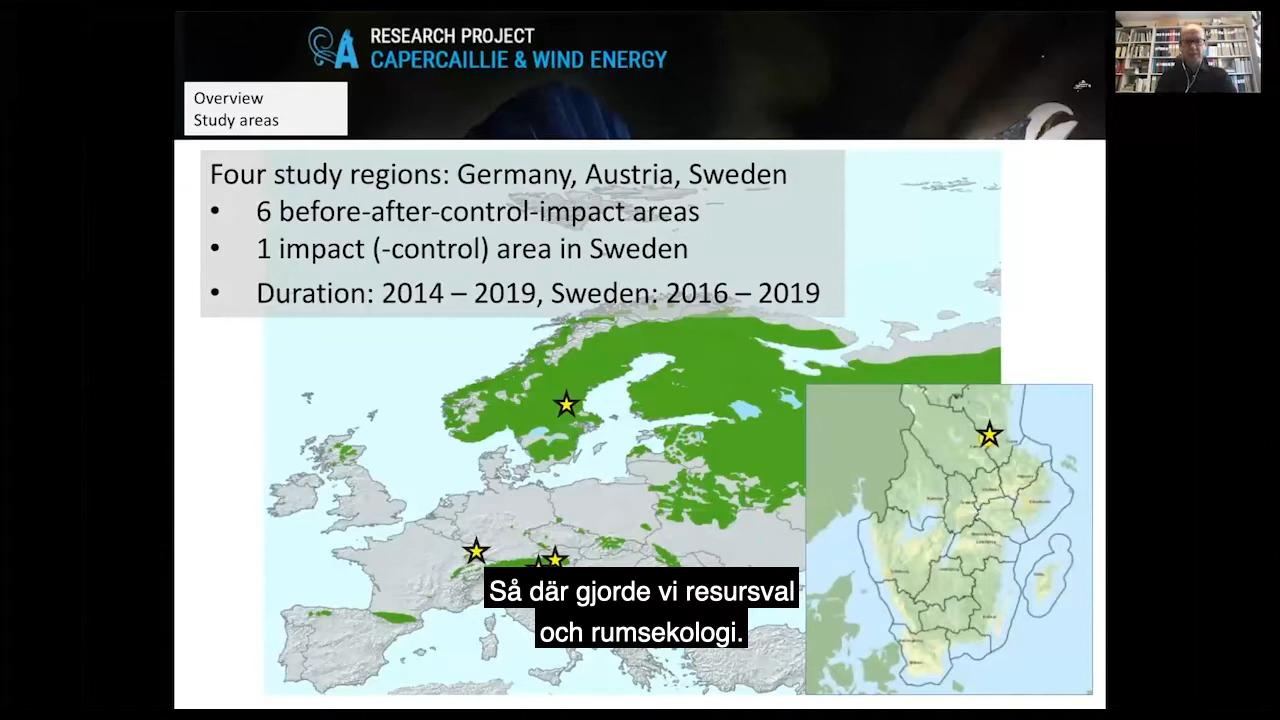 RESEARCH PROJECT
CAPERCAILLIE & WIND ENERGY
Overview
Study areas
Four study regions: Germany, Austria, Sweden
• 6 before-after-control-impact areas
• 1 impact (-control) area in Sweden
• Duration: 2014 – 2019, Sweden: 2016 – 2019
Så där gjorde vi resursval
och rumsekologi.